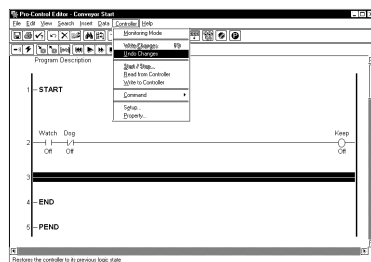 Pro-Control Editor - Conveyor Start
File Edit View Search Insert Data Controller Help
Monitoring Mode
Write Changes
Undo Changes
Start / Stop...
Read from Controller
Write to Controller
Command
Setup...
Property...
Program Description
1 START
Watch Dog Keep
2
Off Off Off
3
4 END
5 PEND
Restores the controller to its previous logic state